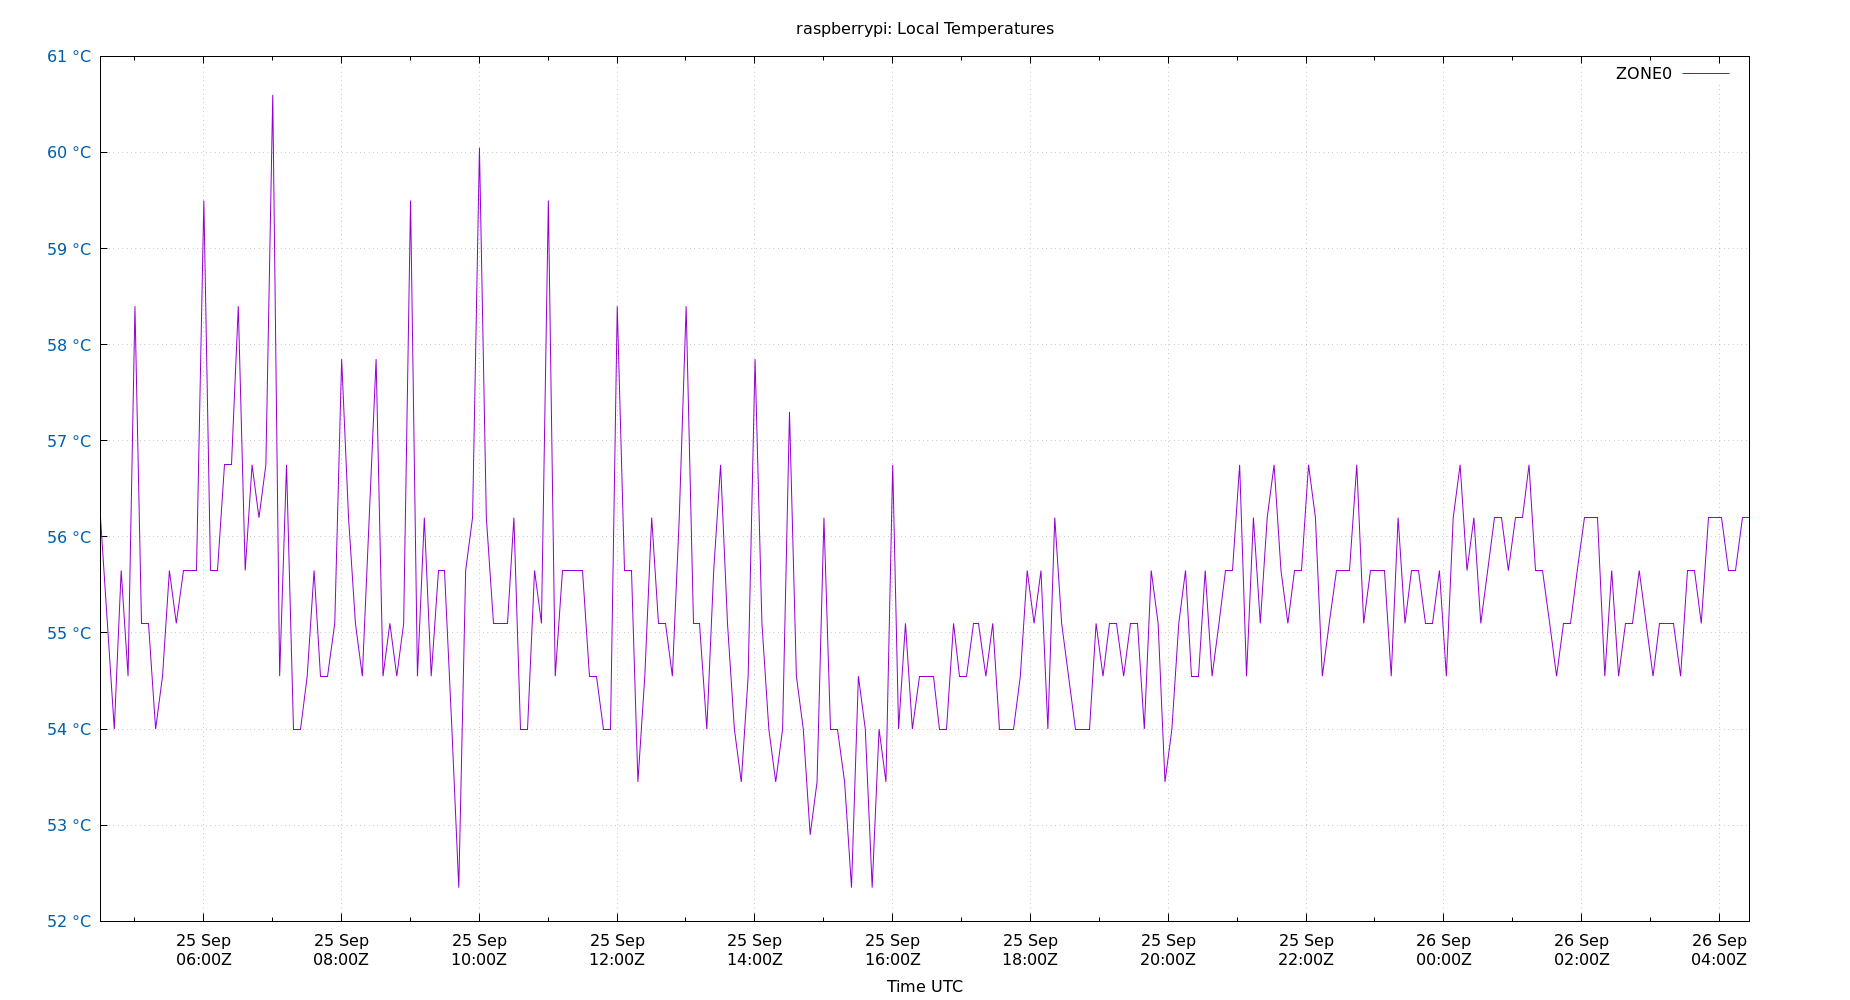 raspberrypi: Local Temperatures
61 °C
60 °C
59 °C
58 °C
57 °C
56 °C
55 °C
54 °C
53 °C
52 °C
ZONE0
25 Sep 25 Sep 25 Sep 25 Sep 25 Sep 25 Sep 25 Sep 25 Sep 25 Sep 26 Sep 26 Sep 26 Sep
06:00Z 08:00Z 10:00Z 12:00Z 14:00Z 16:00Z 18:00Z 20:00Z 22:00Z 00:00Z 02:00Z 04:00Z
Time UTC